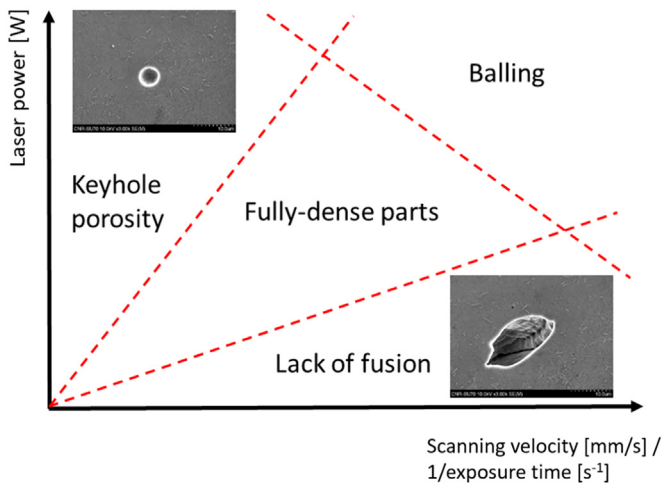 Laser power [W]
Balling
Keyhole
porosity
Fully-dense parts
Lack of fusion
Scanning velocity [mm/s] /
1/exposure time [s⁻¹]